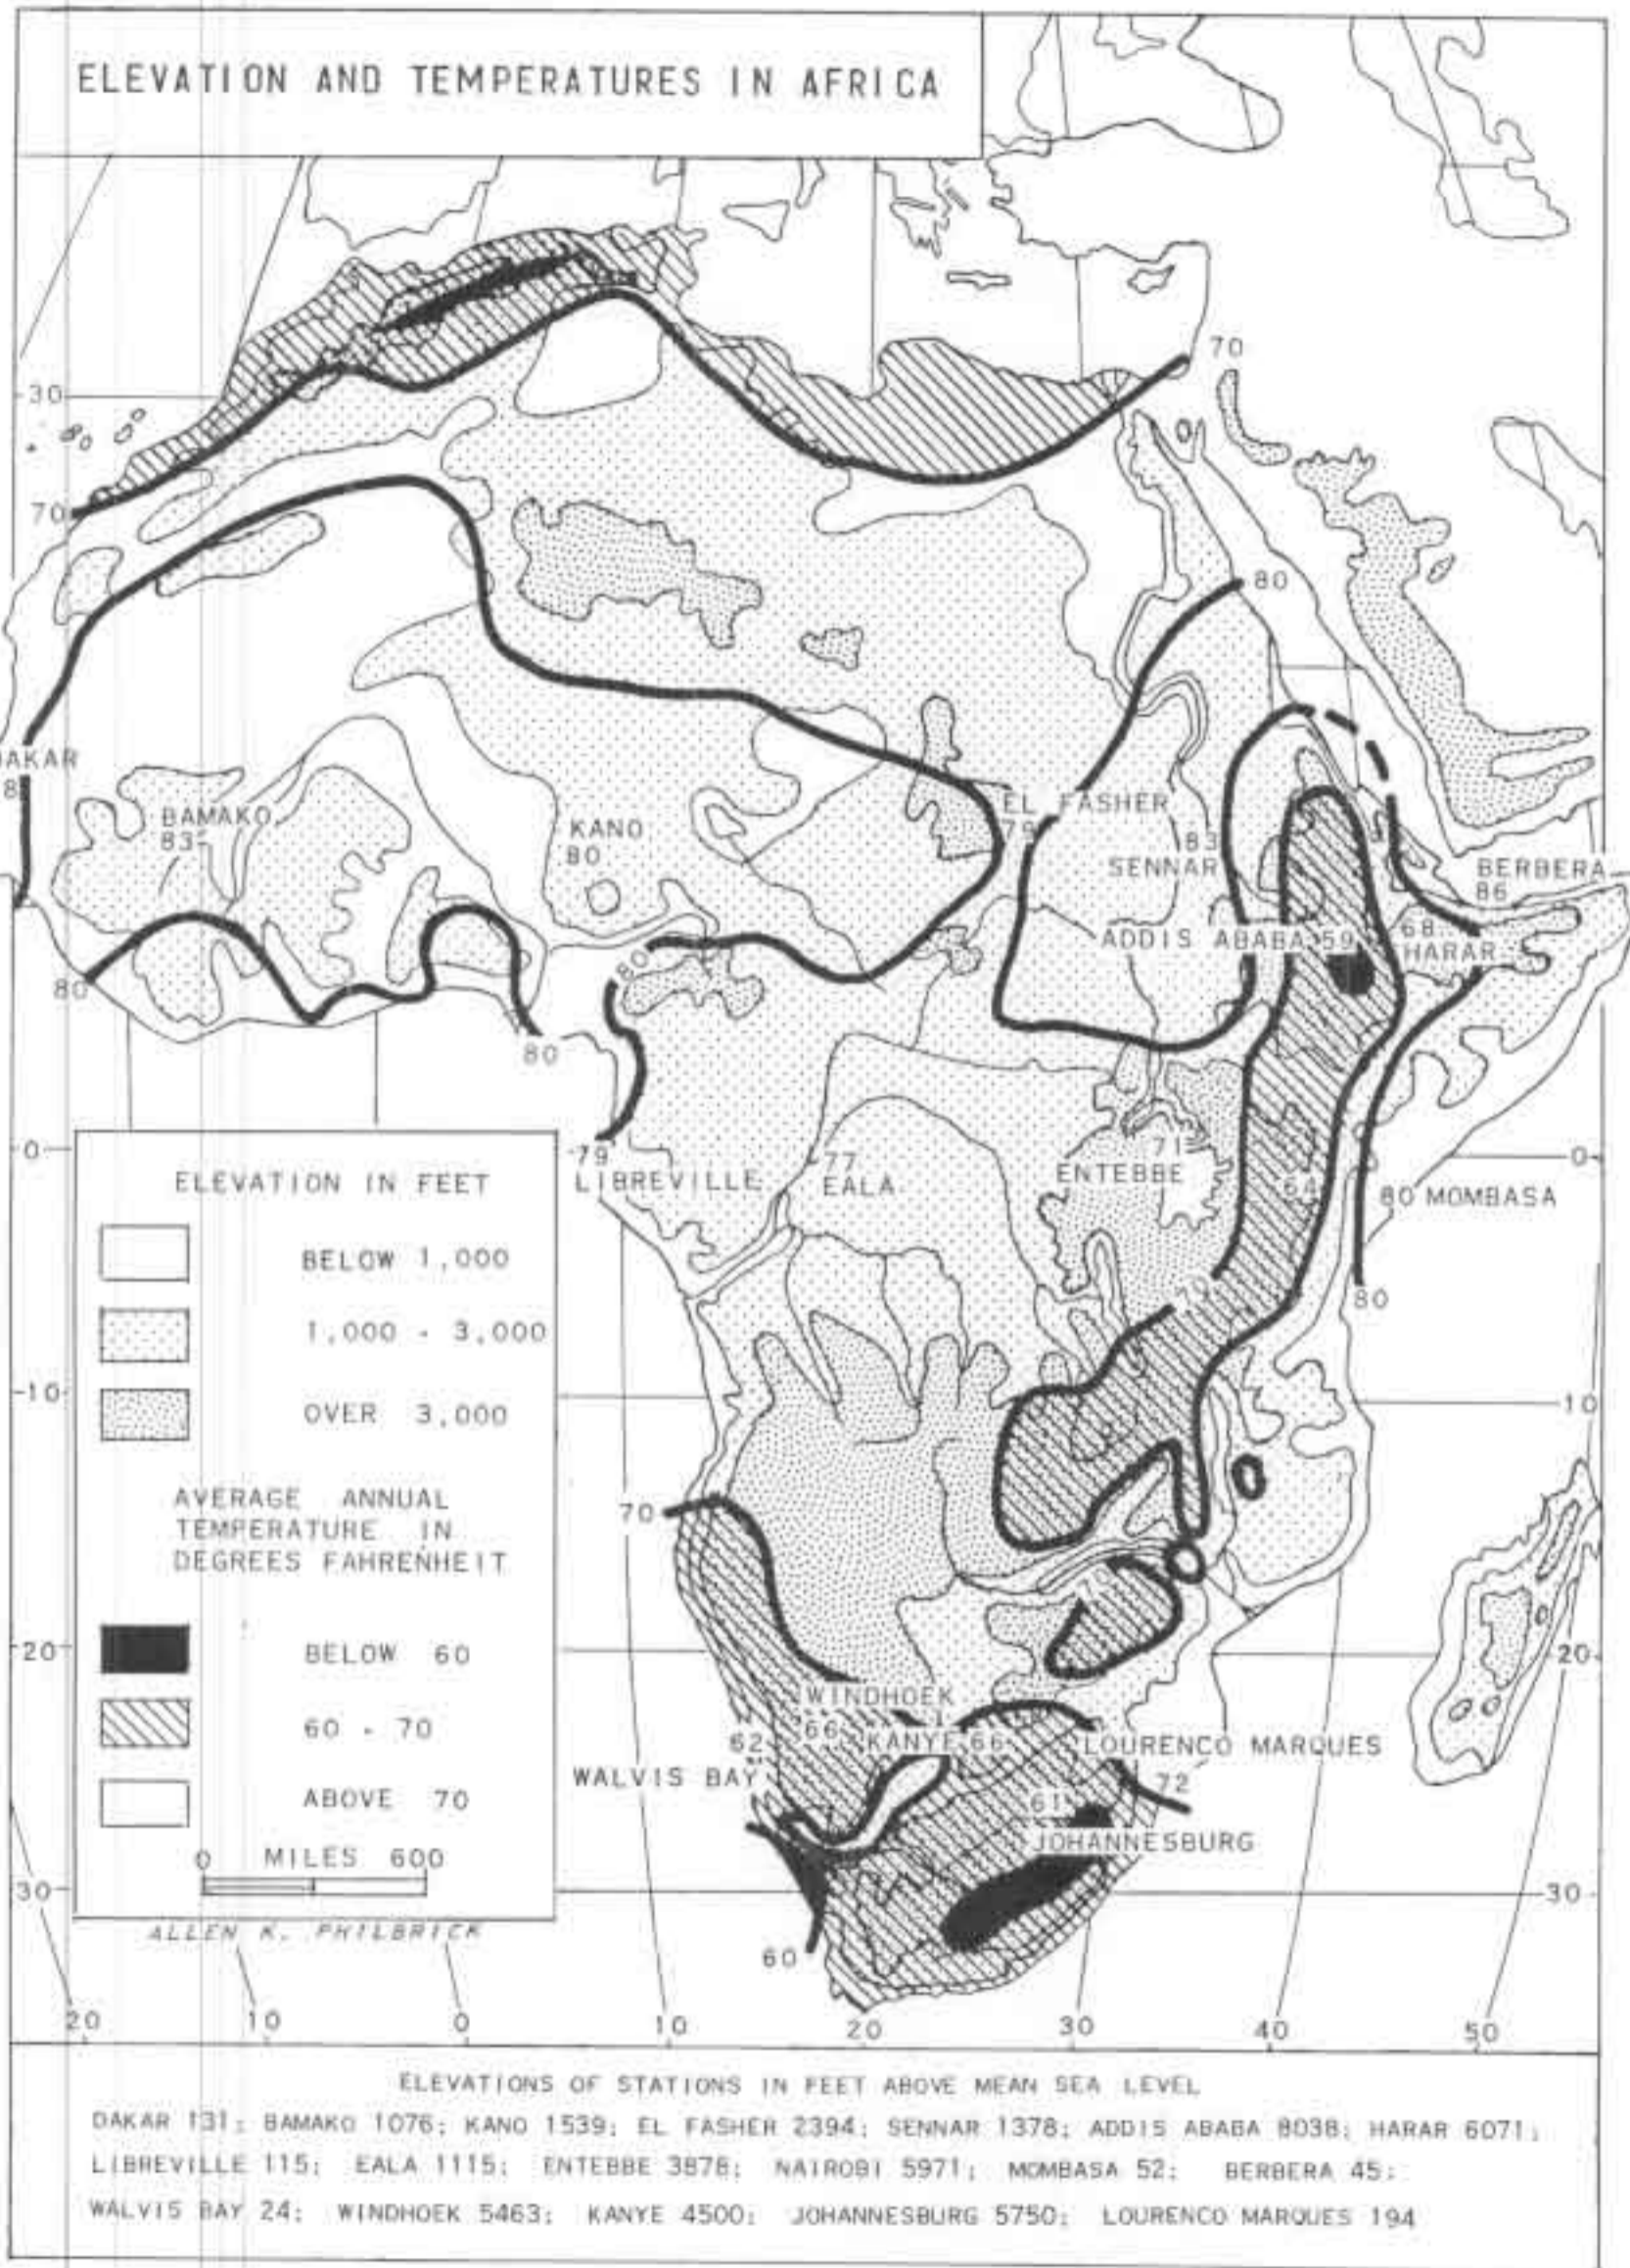 ELEVATION AND TEMPERATURES IN AFRICA
70
30
70
80
DAKAR
8
BAMAKO
83
KANO
80
EL FASHER
79
83
SENNAR
BERBERA
86
ADDIS ABABA 59
68
HARAR
80
80
80
0
79
LIBREVILLE
77
EALA
71
ENTEBBE
64
80 MOMBASA
0
70
80
10
10
70
20
20
WINDHOEK
66
KANYE 66
62
WALVIS BAY
LOURENCO MARQUES
72
61
JOHANNESBURG
30
30
60
ELEVATION IN FEET
BELOW 1,000
1,000 - 3,000
OVER 3,000
AVERAGE ANNUAL
TEMPERATURE IN
DEGREES FAHRENHEIT
BELOW 60
60 - 70
ABOVE 70
0 MILES 600
ALLEN K. PHILBRICK
20 10 0 10 20 30 40 50
ELEVATIONS OF STATIONS IN FEET ABOVE MEAN SEA LEVEL
DAKAR 131; BAMAKO 1076; KANO 1539; EL FASHER 2394; SENNAR 1378; ADDIS ABABA 8038; HARAR 6071;
LIBREVILLE 115; EALA 1115; ENTEBBE 3878; NAIROBI 5971; MOMBASA 52; BERBERA 45;
WALVIS BAY 24; WINDHOEK 5463; KANYE 4500; JOHANNESBURG 5750; LOURENCO MARQUES 194